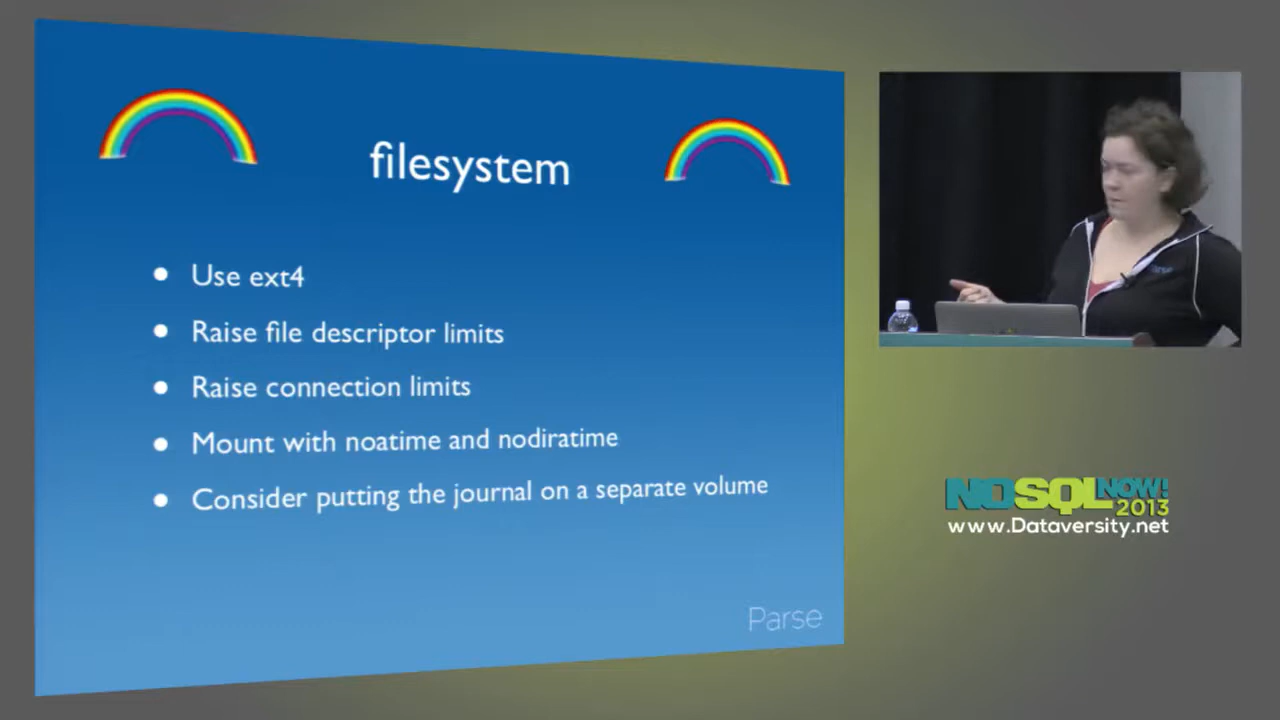 filesystem
Use ext4
Raise file descriptor limits
Raise connection limits
Mount with noatime and nodiratime
Consider putting the journal on a separate volume
Parse
NOSQL NOW!
2013
www.Dataversity.net